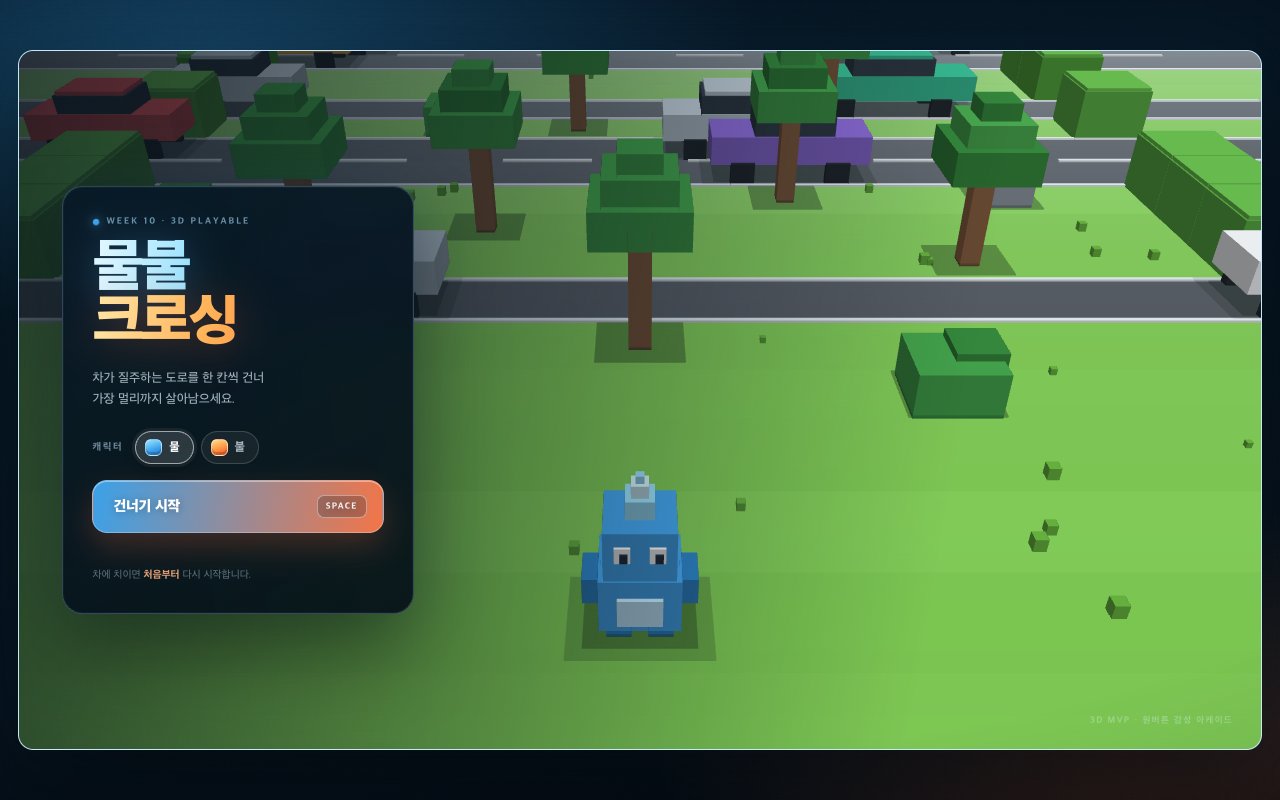 WEEK 10 · 3D PLAYABLE
물불
크로싱
차가 질주하는 도로를 한 칸씩 건너
가장 멀리까지 살아남으세요.
캐릭터 물 불
건너기 시작 SPACE
차에 치이면 처음부터 다시 시작합니다.
3D MVP · 원버튼 감성 아케이드